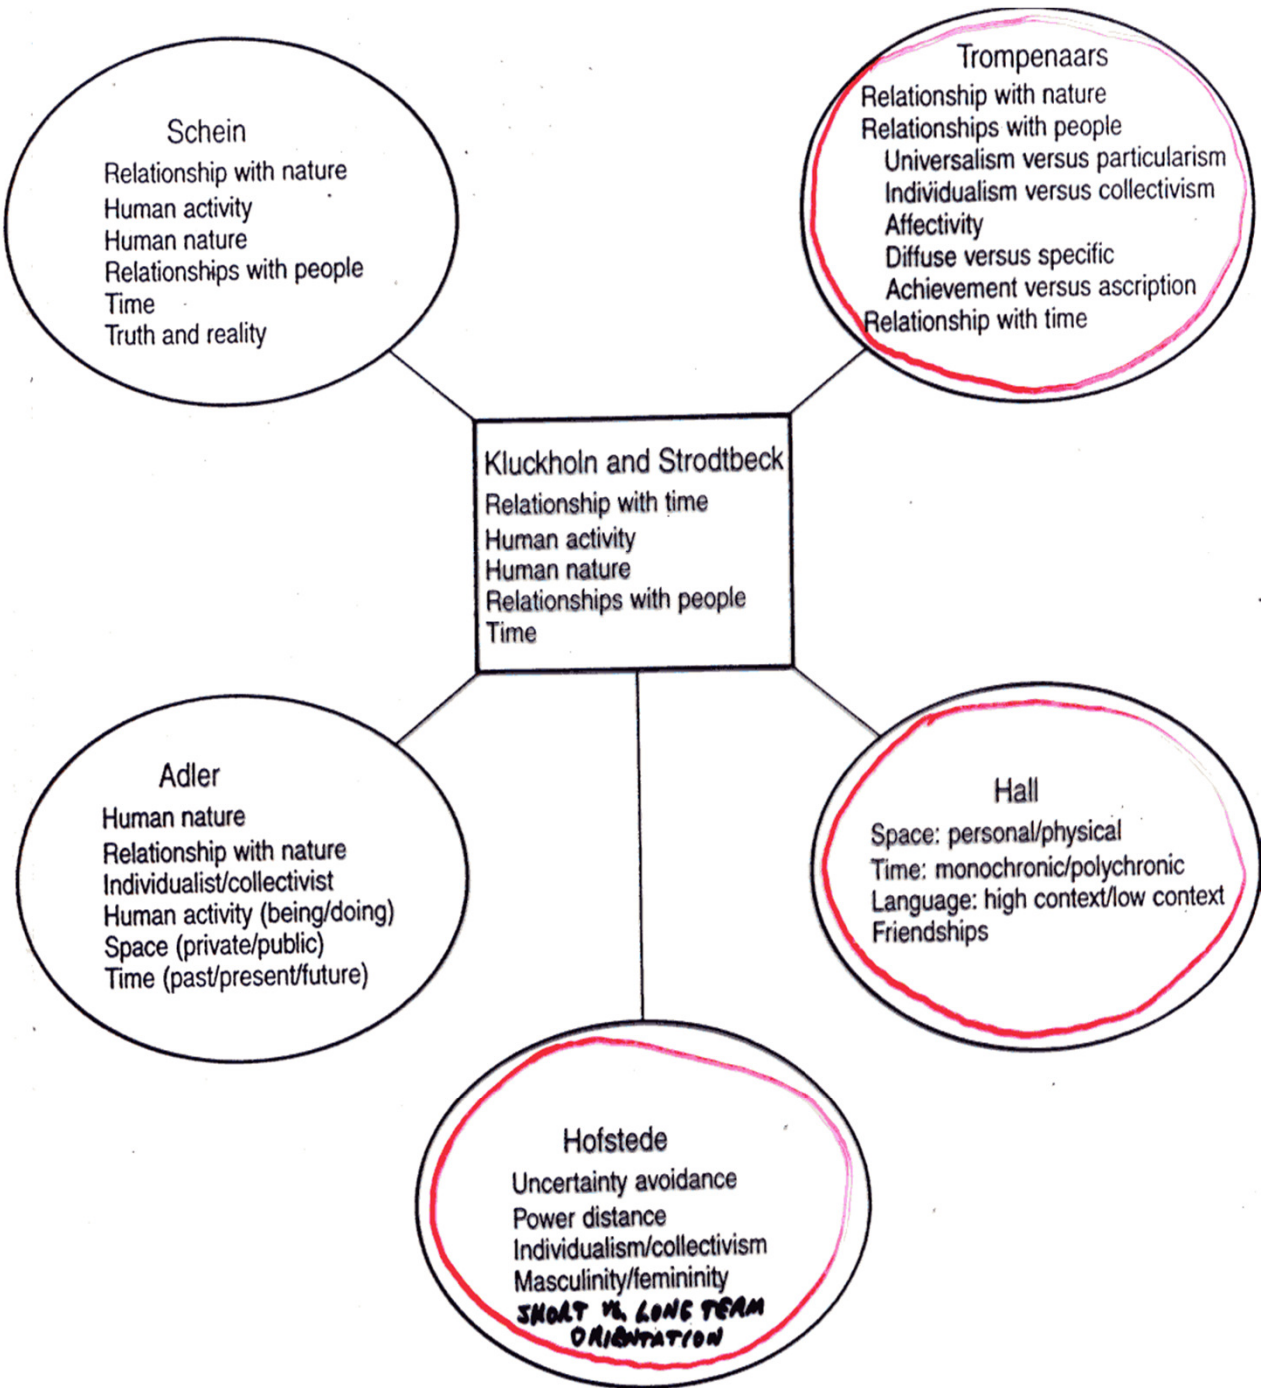 Schein
Relationship with nature
Human activity
Human nature
Relationships with people
Time
Truth and reality
Trompenaars
Relationship with nature
Relationships with people
Universalism versus particularism
Individualism versus collectivism
Affectivity
Diffuse versus specific
Achievement versus ascription
Relationship with time
Kluckholn and Strodtbeck
Relationship with time
Human activity
Human nature
Relationships with people
Time
Adler
Human nature
Relationship with nature
Individualist/collectivist
Human activity (being/doing)
Space (private/public)
Time (past/present/future)
Hall
Space: personal/physical
Time: monochronic/polychronic
Language: high context/low context
Friendships
Hofstede
Uncertainty avoidance
Power distance
Individualism/collectivism
Masculinity/femininity
SHORT VS. LONG TERM
ORIENTATION